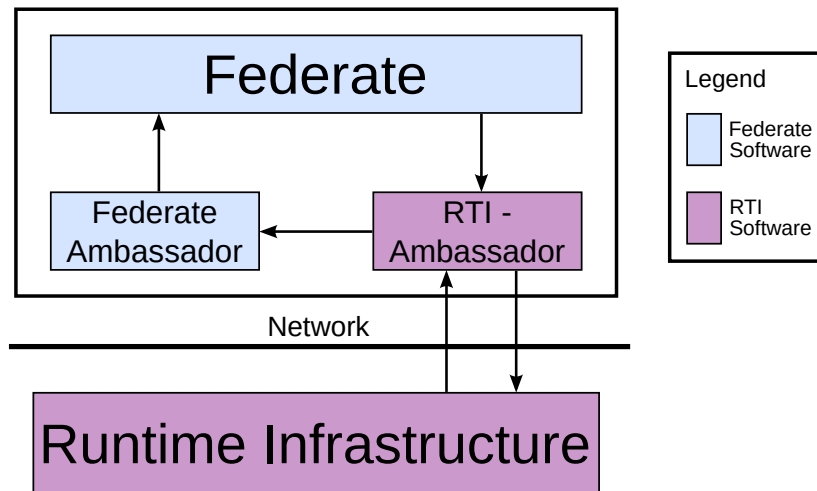 Federate
Federate
Ambassador
RTI -
Ambassador
Network
Runtime Infrastructure
Legend
Federate
Software
RTI
Software